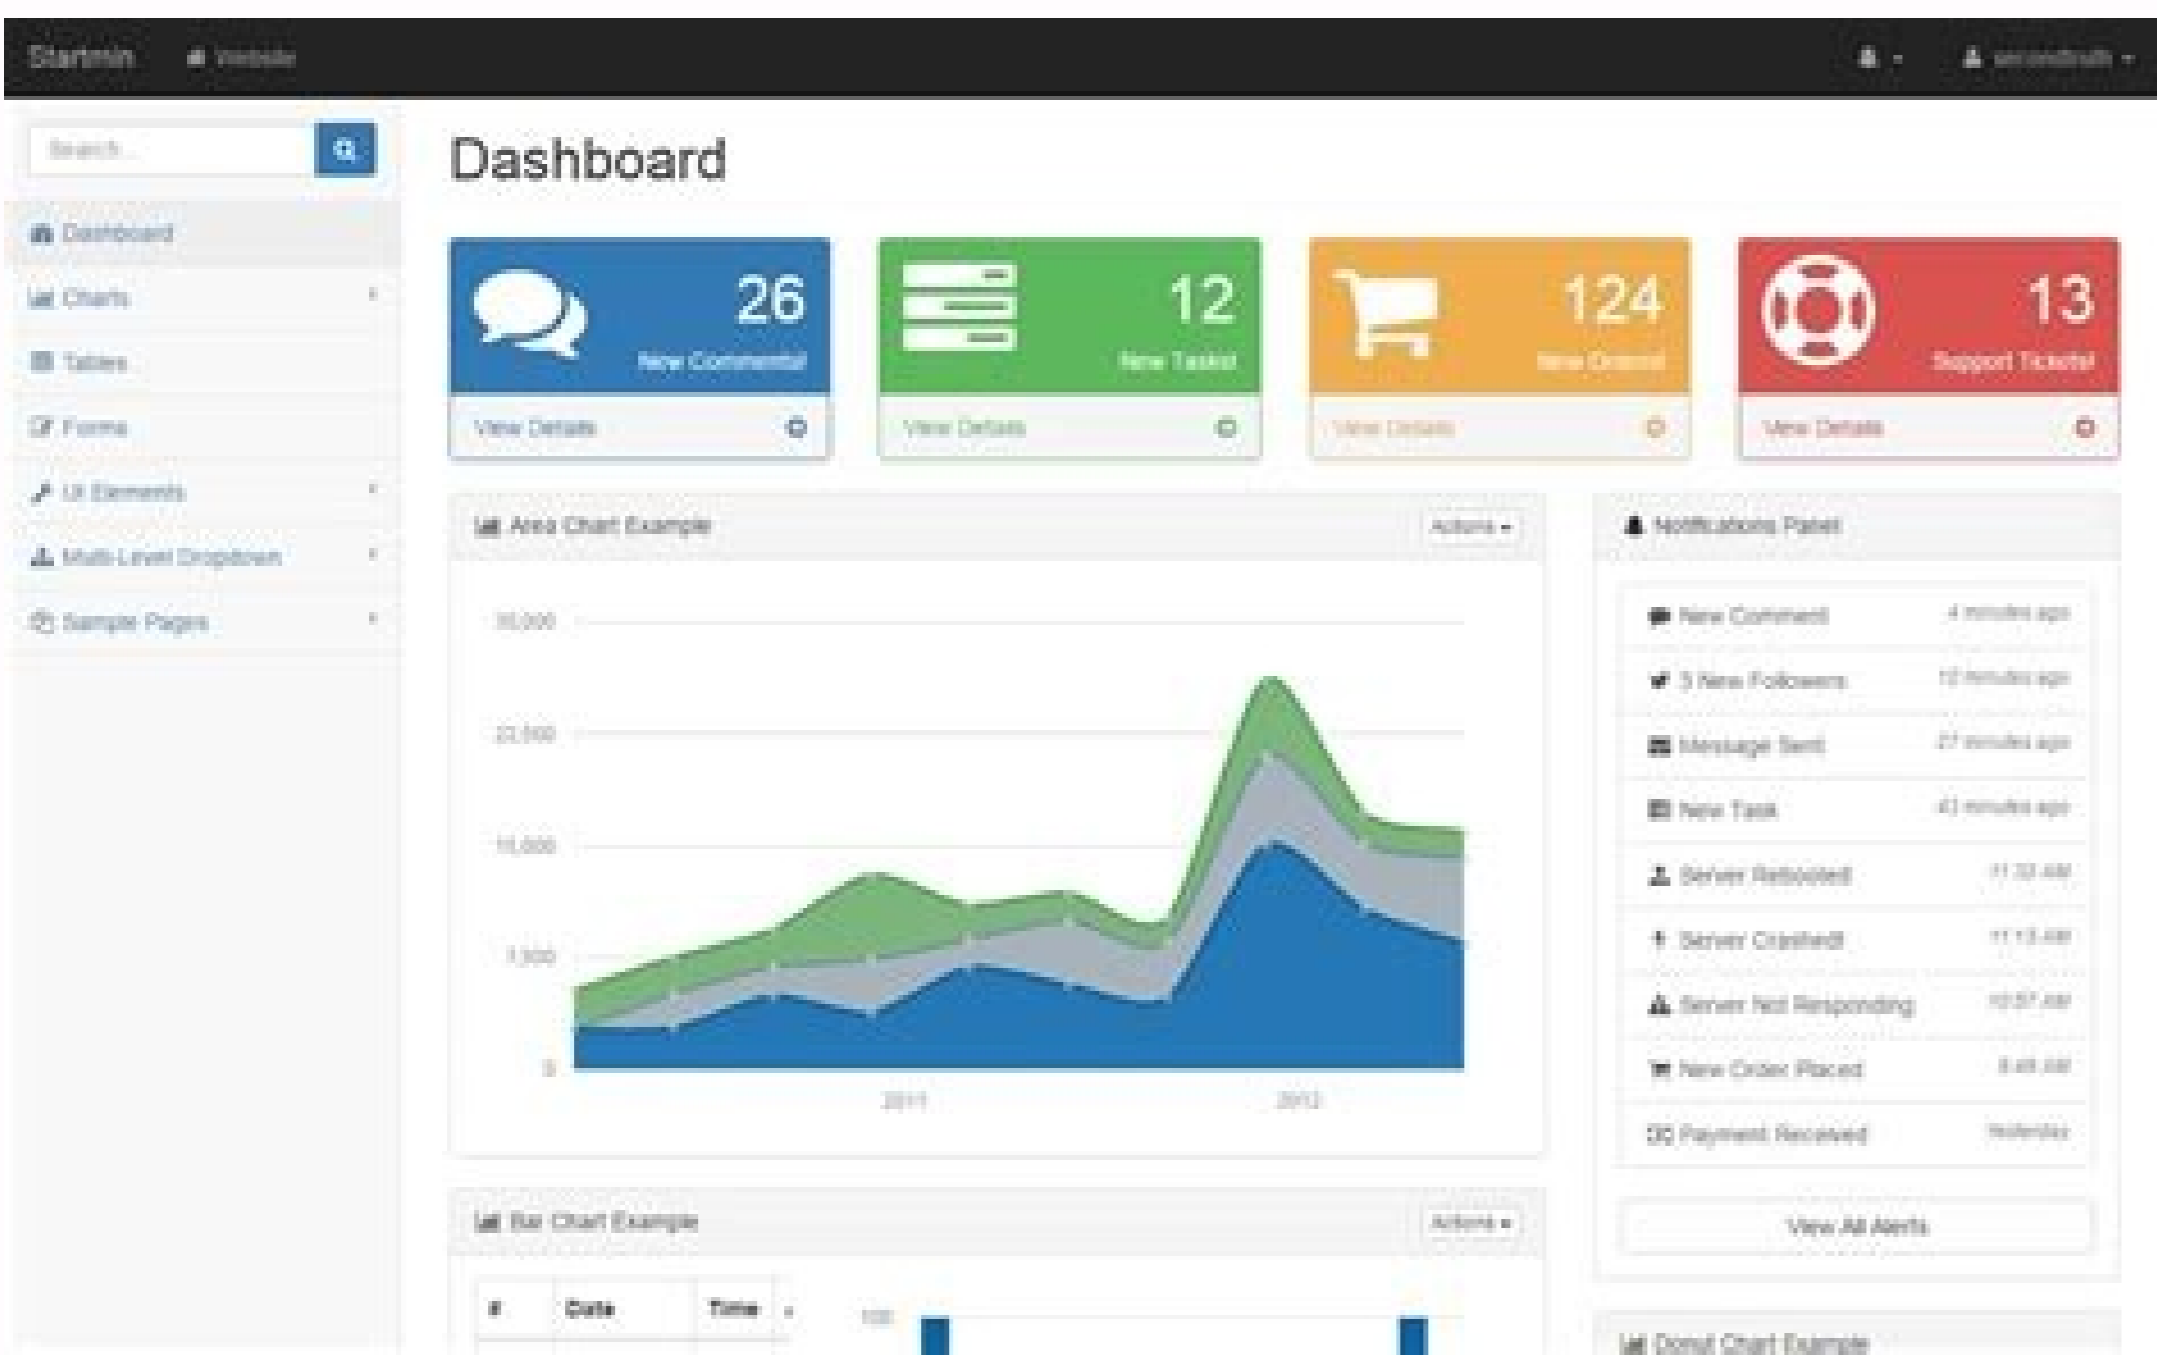 Startmin Website secondtruth
Search...
Dashboard
Charts
Tables
Forms
UI Elements
Multi-Level Dropdown
Sample Pages
Dashboard
26
New Comments!
View Details
12
New Tasks!
View Details
124
New Orders!
View Details
13
Support Tickets!
View Details
Area Chart Example
Actions
30,000
22,500
15,000
7,500
0
2011
2012
Notifications Panel
New Comment 4 minutes ago
3 New Followers 12 minutes ago
Message Sent 27 minutes ago
New Task 43 minutes ago
Server Rebooted 11:32 AM
Server Crashed! 11:13 AM
Server Not Responding 10:57 AM
New Order Placed 9:49 AM
Payment Received Yesterday
View All Alerts
Bar Chart Example
Actions
# Date Time
100
Donut Chart Example